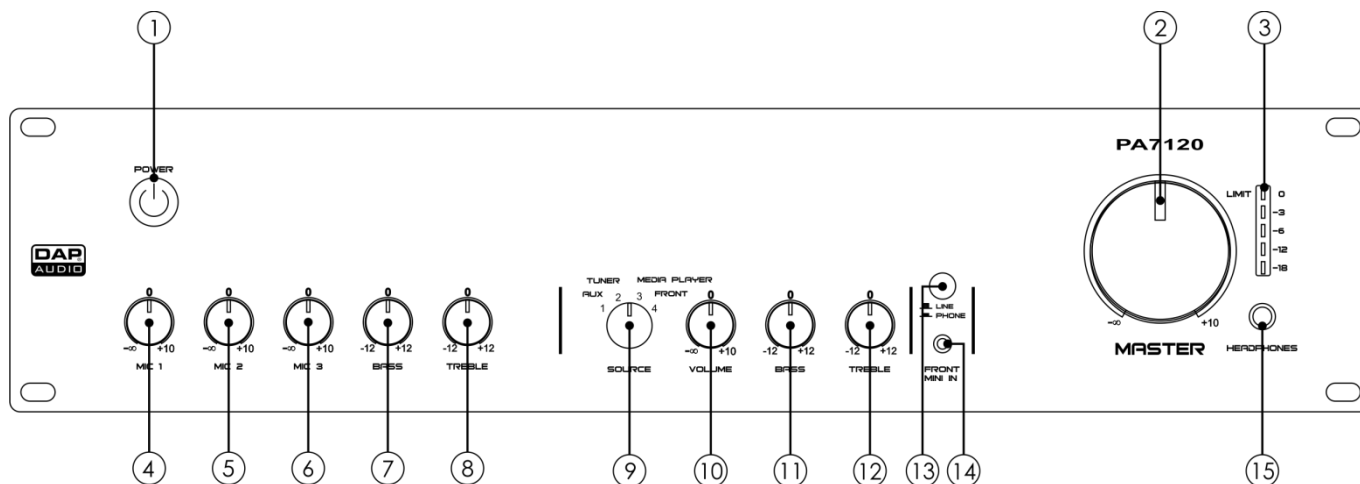 1 2 3
PA7120
POWER
LIMIT 0
-3
-6
-12
-18
DAP®
AUDIO
TUNER MEDIA PLAYER
AUX 2 3 FRONT
1 4
0 0 0 0 0 0 0 0
LINE
PHONE
-∞ +10 -∞ +10 -∞ +10 -12 +12 -12 +12 -∞ +10 -12 +12 -12 +12
-∞ +10
MIC 1 MIC 2 MIC 3 BASS TREBLE SOURCE VOLUME BASS TREBLE
FRONT
MINI IN
MASTER
HEADPHONES
4 5 6 7 8 9 10 11 12 13 14 15